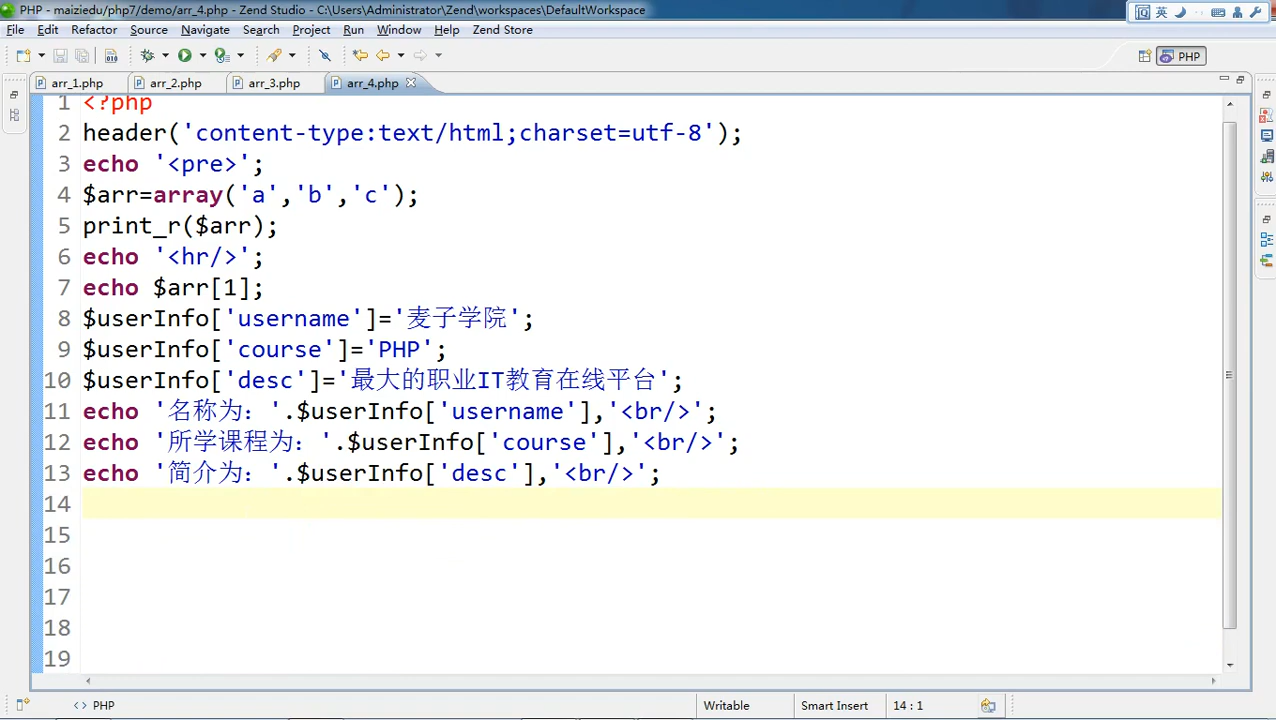 PHP - maiziedu/php7/demo/arr_4.php - Zend Studio - C:\Users\Administrator\Zend\workspaces\DefaultWorkspace
英
File Edit Refactor Source Navigate Search Project Run Window Help Zend Store
PHP
arr_1.php arr_2.php arr_3.php arr_4.php
1 <?php
2 header('content-type:text/html;charset=utf-8');
3 echo '<pre>';
4 $arr=array('a','b','c');
5 print_r($arr);
6 echo '<hr/>';
7 echo $arr[1];
8 $userInfo['username']='麦子学院';
9 $userInfo['course']='PHP';
10 $userInfo['desc']='最大的职业IT教育在线平台';
11 echo '名称为：'.$userInfo['username'],'<br/>';
12 echo '所学课程为：'.$userInfo['course'],'<br/>';
13 echo '简介为：'.$userInfo['desc'],'<br/>';
14
15
16
17
18
19
<> PHP Writable Smart Insert 14 : 1